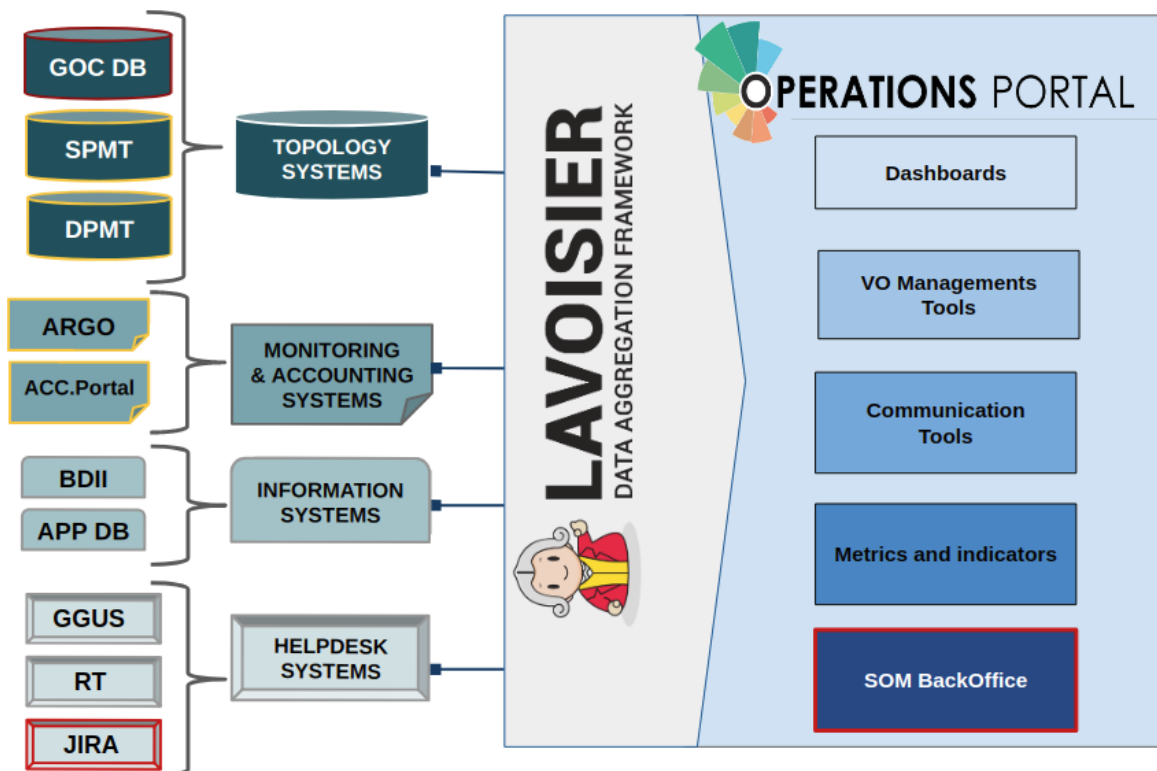 GOC DB
SPMT
DPMT
TOPOLOGY
SYSTEMS
ARGO
ACC.Portal
MONITORING
& ACCOUNTING
SYSTEMS
BDII
APP DB
INFORMATION
SYSTEMS
GGUS
RT
JIRA
HELPDESK
SYSTEMS
LAVOISIER
DATA AGGREGATION FRAMEWORK
OPERATIONS PORTAL
Dashboards
VO Managements
Tools
Communication
Tools
Metrics and indicators
SOM BackOffice